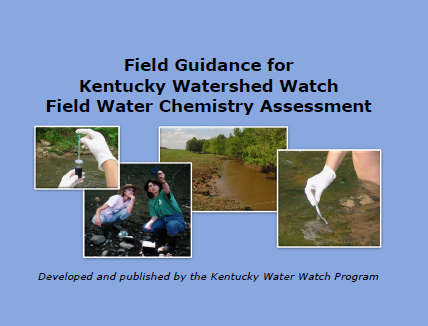 Field Guidance for
Kentucky Watershed Watch
Field Water Chemistry Assessment
Developed and published by the Kentucky Water Watch Program